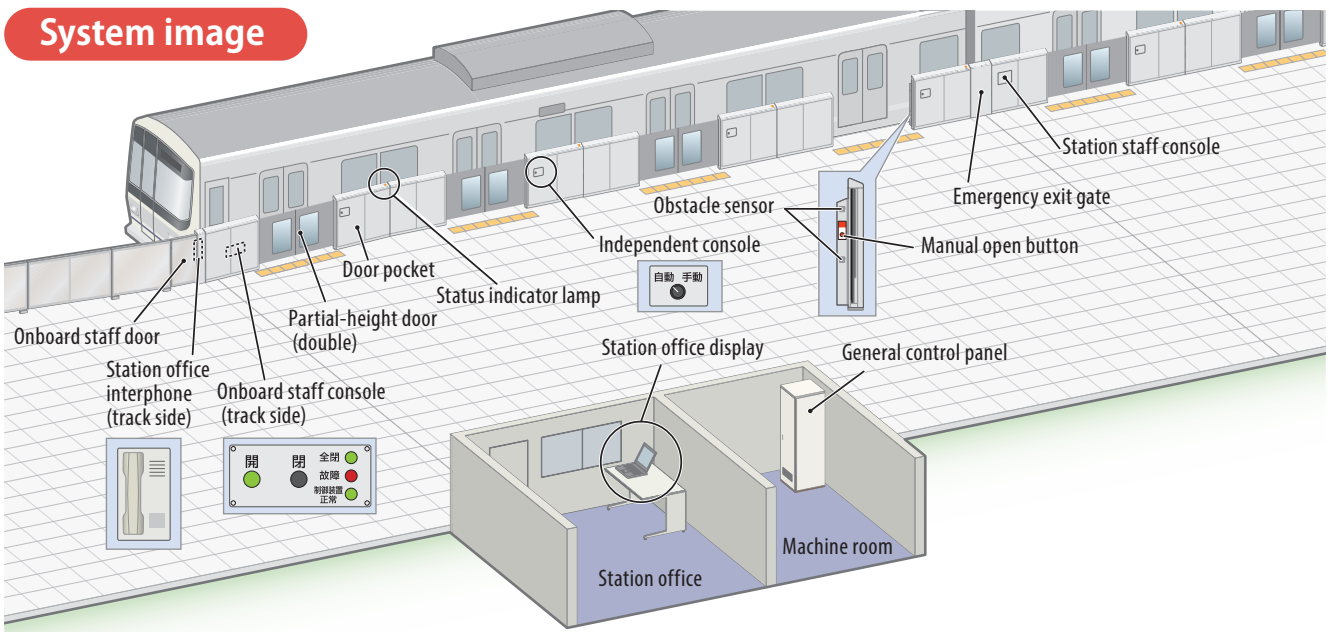 System image
Station staff console
Emergency exit gate
Obstacle sensor
Manual open button
Independent console
自動 手動
Door pocket
Status indicator lamp
Partial-height door
(double)
Onboard staff door
Station office
interphone
(track side)
Onboard staff console
(track side)
開 閉 全閉
故障
制御装置
正常
Station office display
General control panel
Machine room
Station office